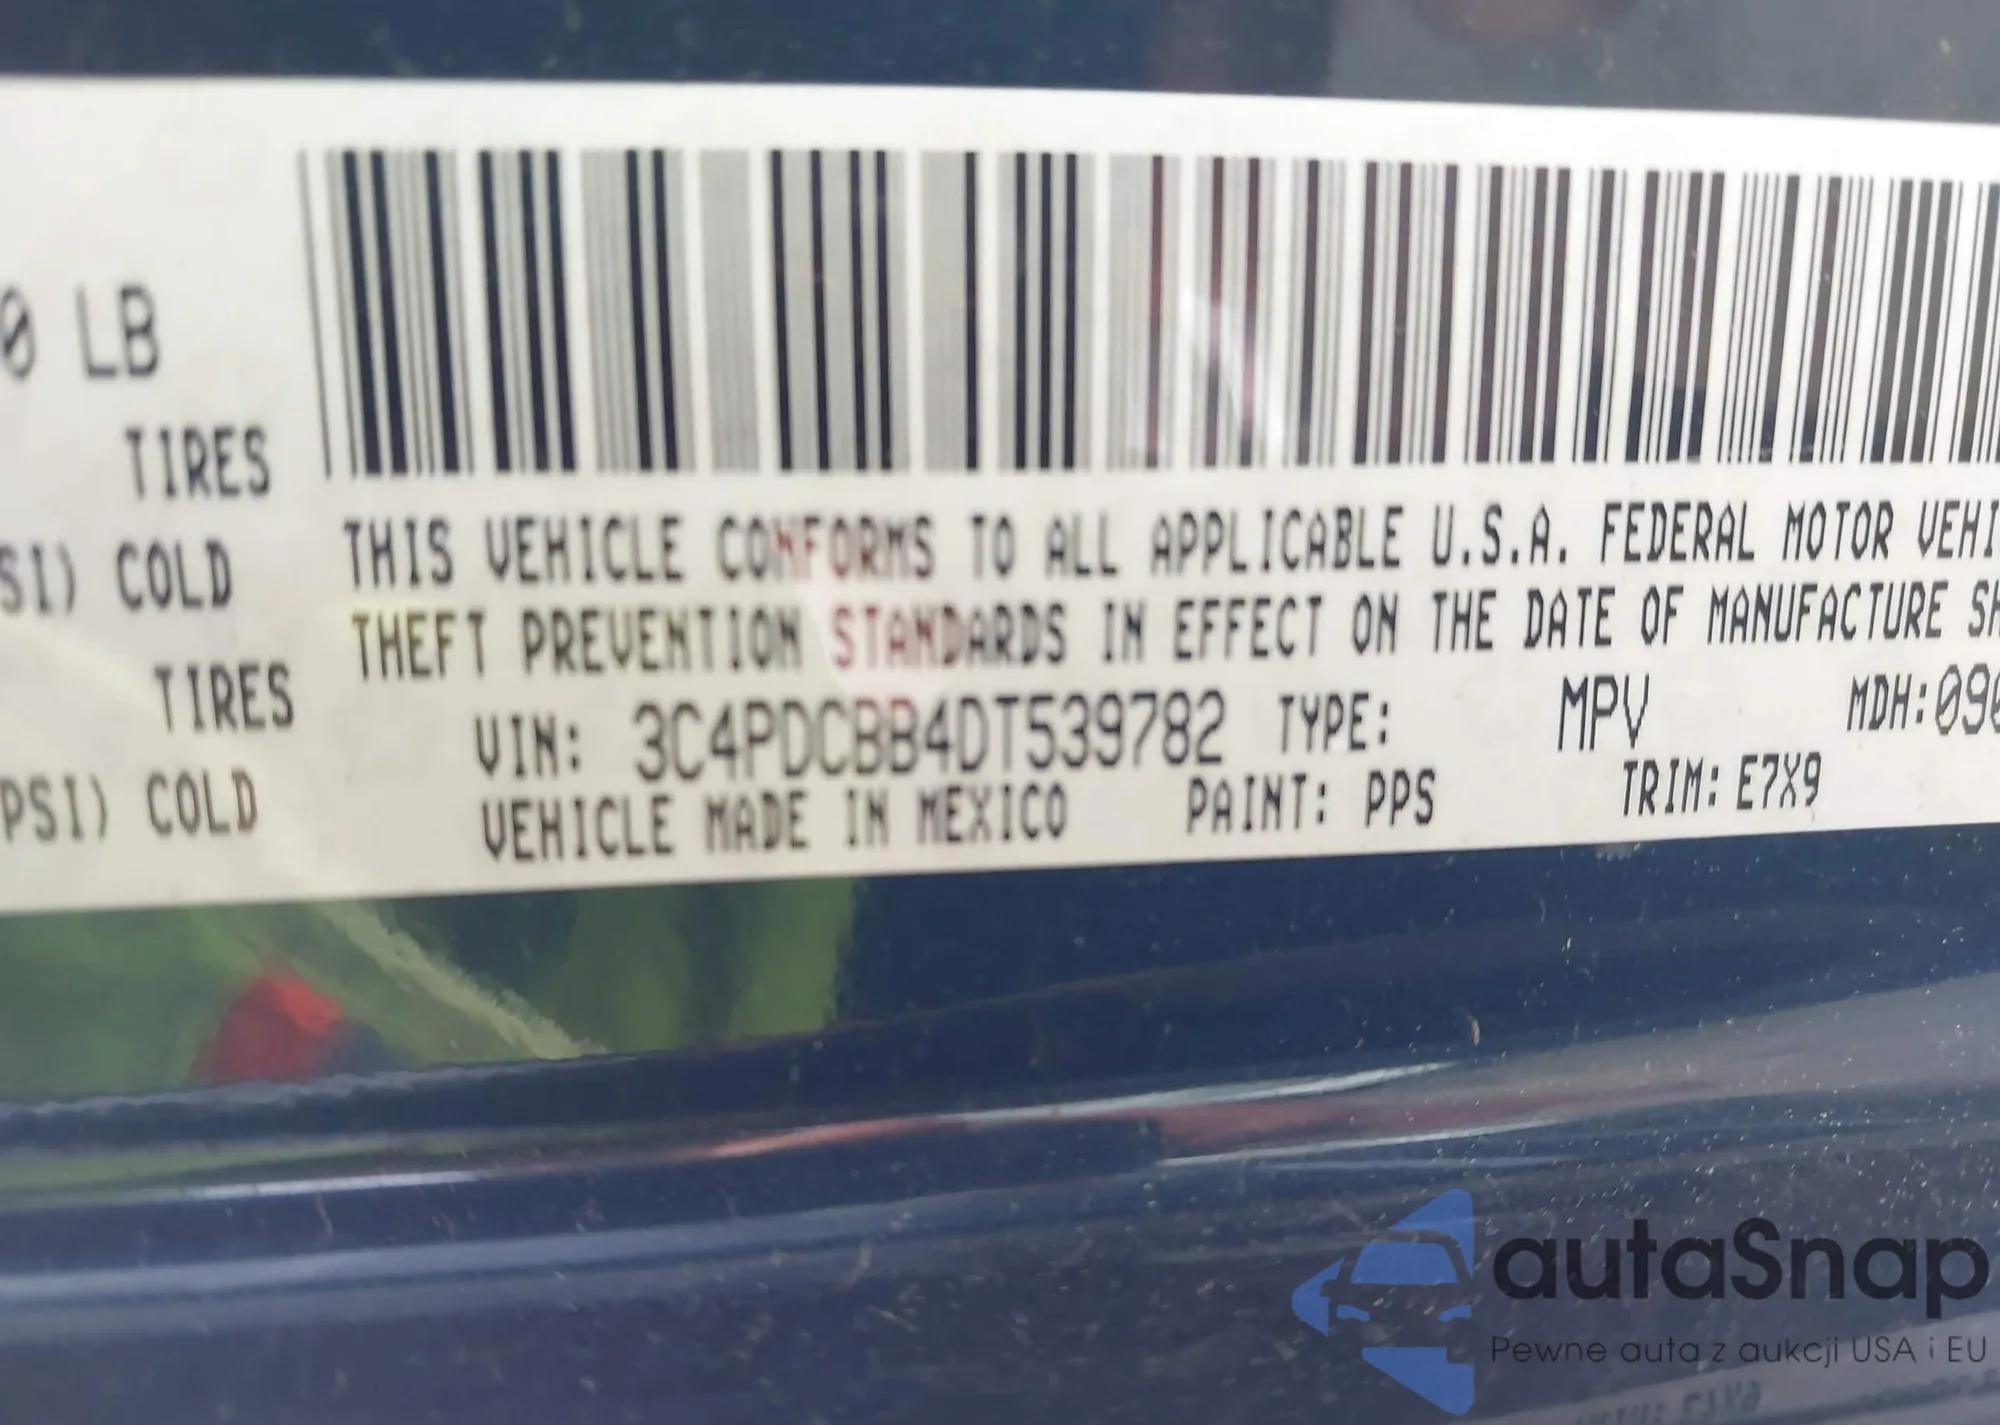 0 LB
TIRES
SI) COLD
TIRES
PSI) COLD
THIS VEHICLE CONFORMS TO ALL APPLICABLE U.S.A. FEDERAL MOTOR VEHI
THEFT PREVENTION STANDARDS IN EFFECT ON THE DATE OF MANUFACTURE SH
VIN: 3C4PDCBB4DT539782 TYPE: MPV MDH:090
VEHICLE MADE IN MEXICO PAINT: PPS TRIM: E7X9
autaSnap
Pewne auta z aukcji USA i EU